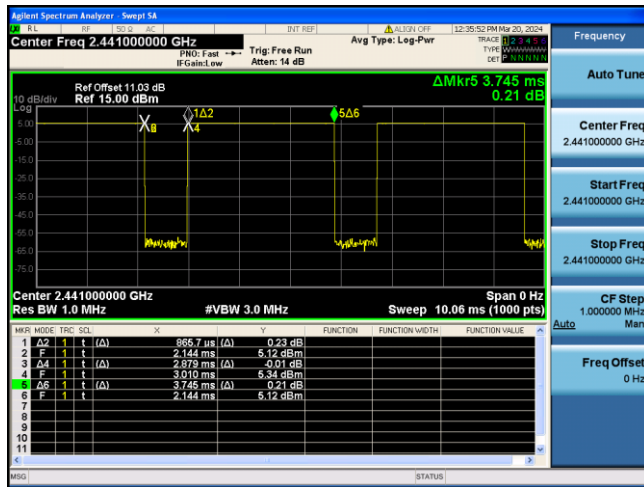 Agilent Spectrum Analyzer - Swept SA
RL RF 50 Ω AC INT REF ALIGN OFF 12:35:52 PM Mar 20, 2024
Center Freq 2.441000000 GHz
PNO: Fast
IFGain:Low
Trig: Free Run
Atten: 14 dB
Avg Type: Log-Pwr
TRACE 1 2 3 4 5 6
TYPE
DET P N N N N N
Ref Offset 11.03 dB
Ref 15.00 dBm
ΔMkr5 3.745 ms
0.21 dB
10 dB/div
Log
1Δ2
5Δ6
4
5.00
-5.00
-15.0
-25.0
-35.0
-45.0
-55.0
-65.0
-75.0
Center 2.441000000 GHz
Span 0 Hz
Res BW 1.0 MHz
#VBW 3.0 MHz
Sweep 10.06 ms (1000 pts)
MKR MODE TRC SCL X Y FUNCTION FUNCTION WIDTH FUNCTION VALUE
1 Δ2 1 t (Δ) 865.7 us (Δ) 0.23 dB
2 F 1 t 2.144 ms 5.12 dBm
3 Δ4 1 t (Δ) 2.879 ms (Δ) -0.01 dB
4 F 1 t 3.010 ms 5.34 dBm
5 Δ6 1 t (Δ) 3.745 ms (Δ) 0.21 dB
6 F 1 t 2.144 ms 5.12 dBm
7
8
9
10
11
MSG
STATUS
Frequency
Auto Tune
Center Freq
2.441000000 GHz
Start Freq
2.441000000 GHz
Stop Freq
2.441000000 GHz
CF Step
1.000000 MHz
Auto Man
Freq Offset
0 Hz